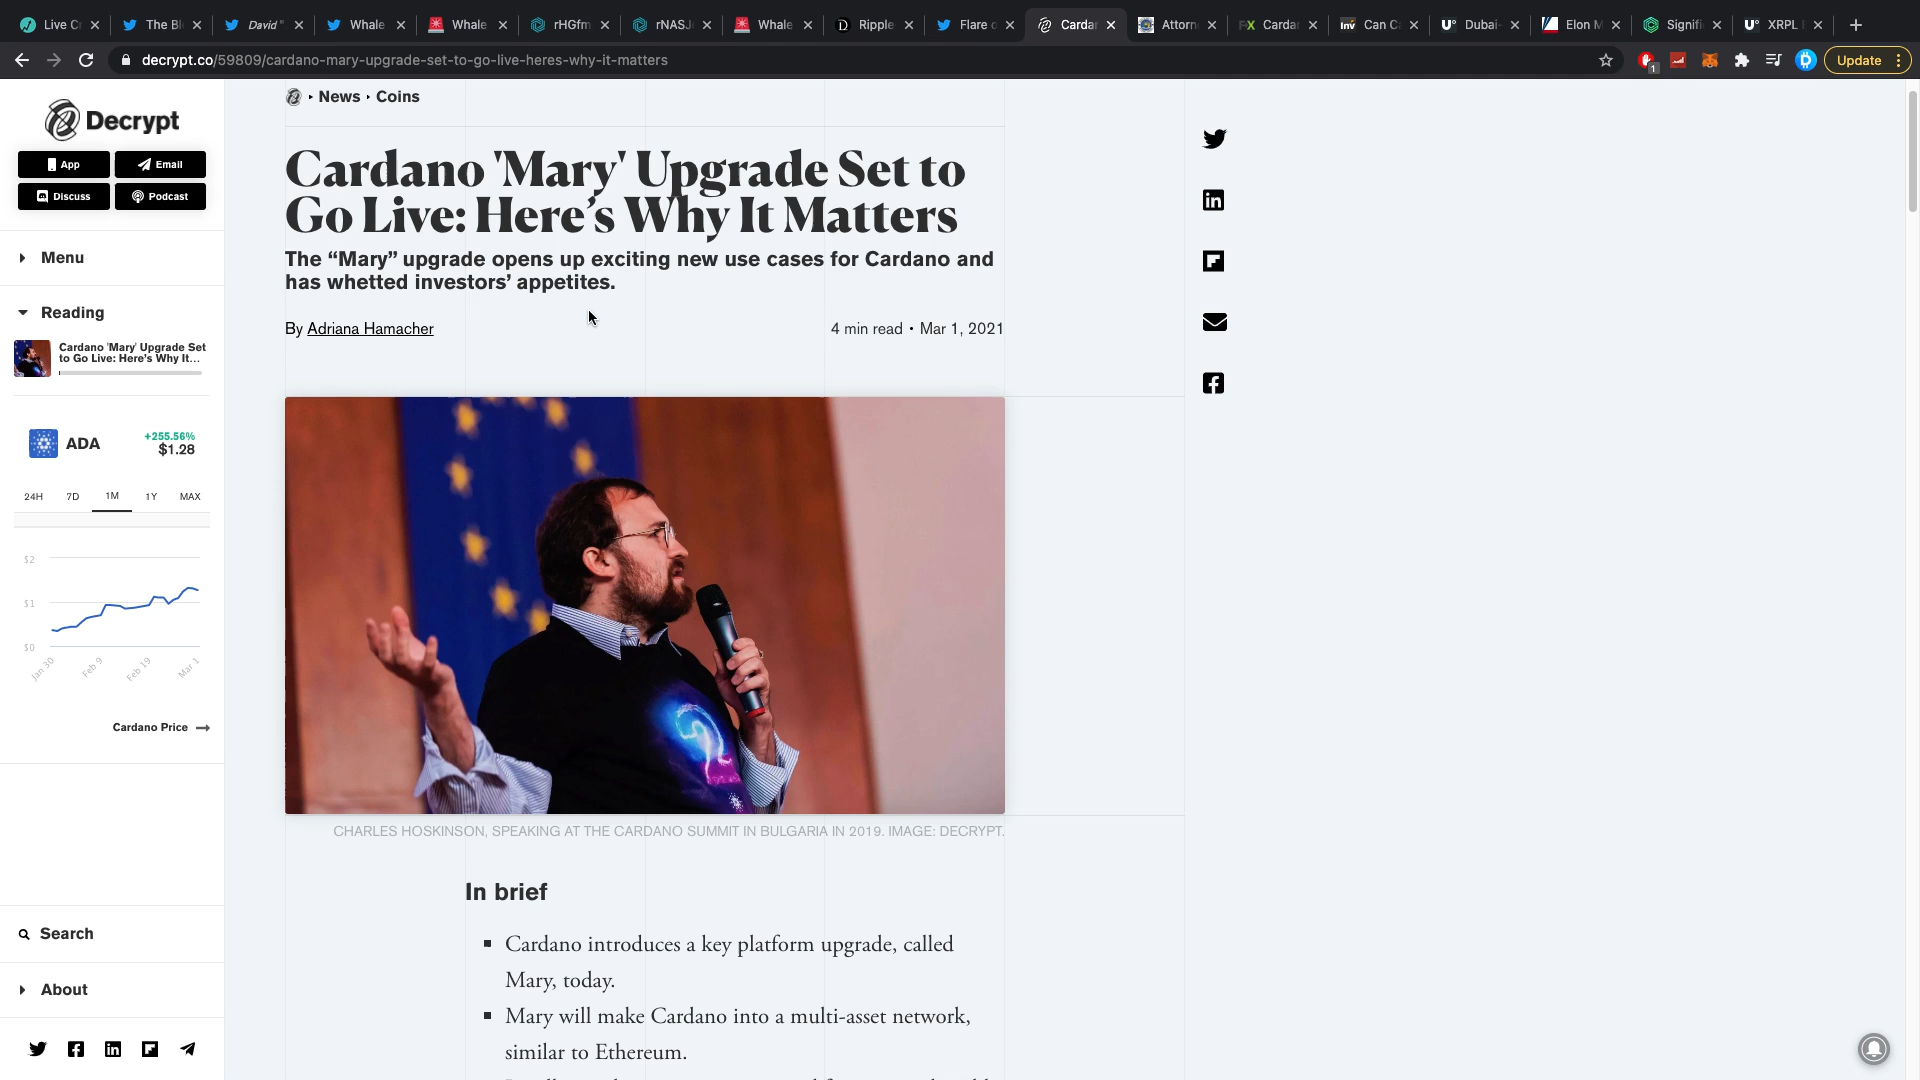 Live C
The Bl
David "
Whale
Whale
rHGfm
rNASJ
Whale
Ripple
Flare o
Cardan
Attorn
Cardan
Can Ca
Dubai-
Elon M
Signifi
XRPL
decrypt.co/59809/cardano-mary-upgrade-set-to-go-live-heres-why-it-matters
1
Update
Decrypt
App
Email
Discuss
Podcast
Menu
Reading
Cardano 'Mary' Upgrade Set
to Go Live: Here's Why It...
ADA
+255.56%
$1.28
24H 7D 1M 1Y MAX
$2
$1
$0
Jan 30
Feb 9
Feb 19
Mar 1
Cardano Price
Search
About
News
Coins
Cardano 'Mary' Upgrade Set to
Go Live: Here's Why It Matters
The “Mary” upgrade opens up exciting new use cases for Cardano and
has whetted investors’ appetites.
By Adriana Hamacher
4 min read • Mar 1, 2021
CHARLES HOSKINSON, SPEAKING AT THE CARDANO SUMMIT IN BULGARIA IN 2019. IMAGE: DECRYPT.
In brief
Cardano introduces a key platform upgrade, called
Mary, today.
Mary will make Cardano into a multi-asset network,
similar to Ethereum.